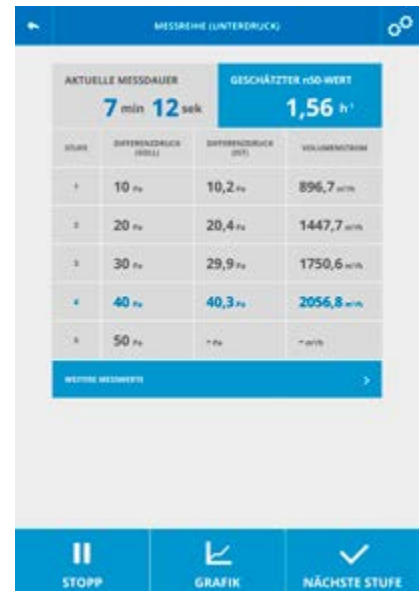 MESSREIHE (UNTERDRUCK)
AKTUELLE MESSDAUER
7 min 12 sek
GESCHÄTZTER n50-WERT
1,56 h⁻¹
STUFE DIFFERENZDRUCK (SOLL) DIFFERENZDRUCK (IST) VOLUMENSTROM
1 10 Pa 10,2 Pa 896,7 m³/h
2 20 Pa 20,4 Pa 1447,7 m³/h
3 30 Pa 29,9 Pa 1750,6 m³/h
4 40 Pa 40,3 Pa 2056,8 m³/h
5 50 Pa - Pa - m³/h
WEITERE MESSWERTE
STOPP GRAFIK NÄCHSTE STUFE